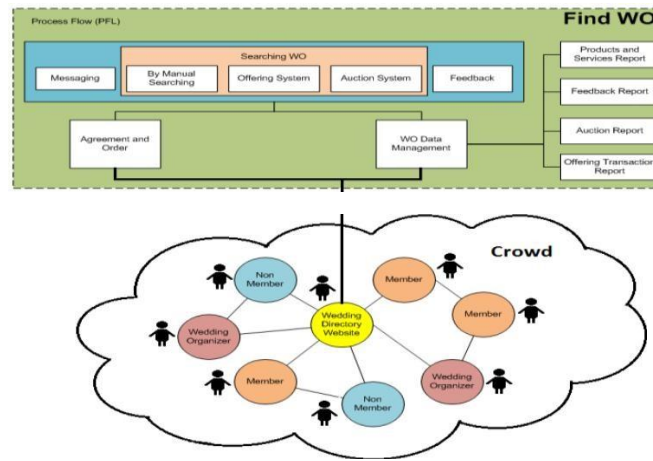 Process Flow (PFL)
Find WO
Searching WO
Messaging
By Manual
Searching
Offering System
Auction System
Feedback
Products and
Services Report
Feedback Report
Auction Report
Offering Transaction
Report
Agreement and
Order
WO Data
Management
Crowd
Non
Member
Member
Member
Wedding
Directory
Website
Wedding
Organizer
Member
Non
Member
Wedding
Organizer